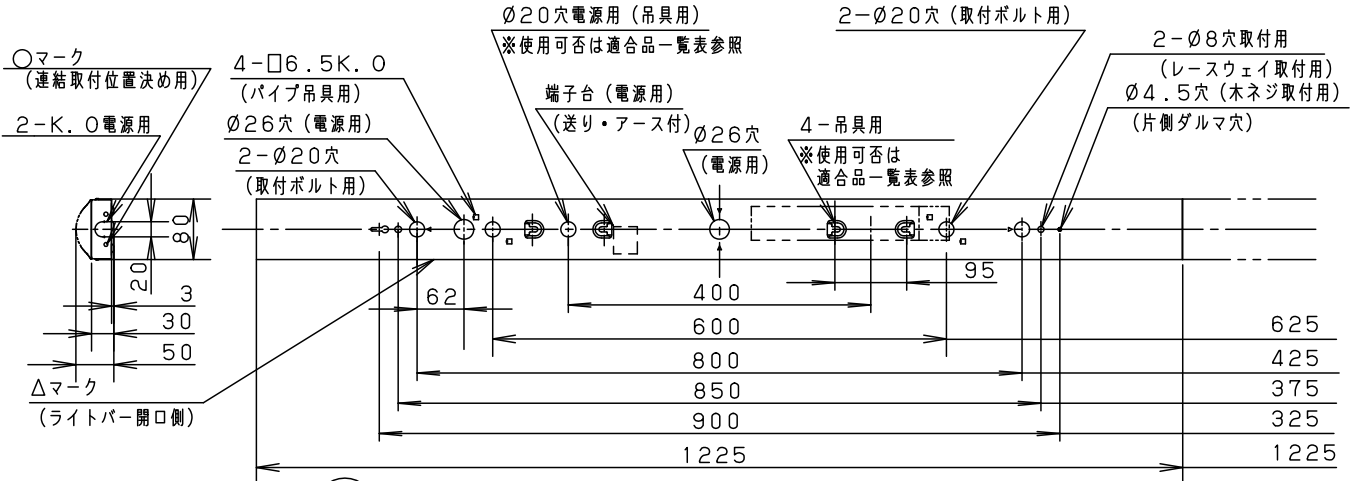 ○マーク
(連結取付位置決め用)
2-K.O電源用
4-□6.5K.O
(パイプ吊具用)
Ø26穴(電源用)
2-Ø20穴
(取付ボルト用)
Ø20穴電源用(吊具用)
※使用可否は適合品一覧表参照
端子台(電源用)
(送り・アース付)
Ø26穴
(電源用)
2-Ø20穴(取付ボルト用)
4-吊具用
※使用可否は
適合品一覧表参照
2-Ø8穴取付用
(レースウェイ取付用)
Ø4.5穴(木ネジ取付用)
(片側ダルマ穴)
80
20
3
30
50
△マーク
(ライトバー開口側)
62
400
95
600
625
800
425
850
375
900
325
1225
1225